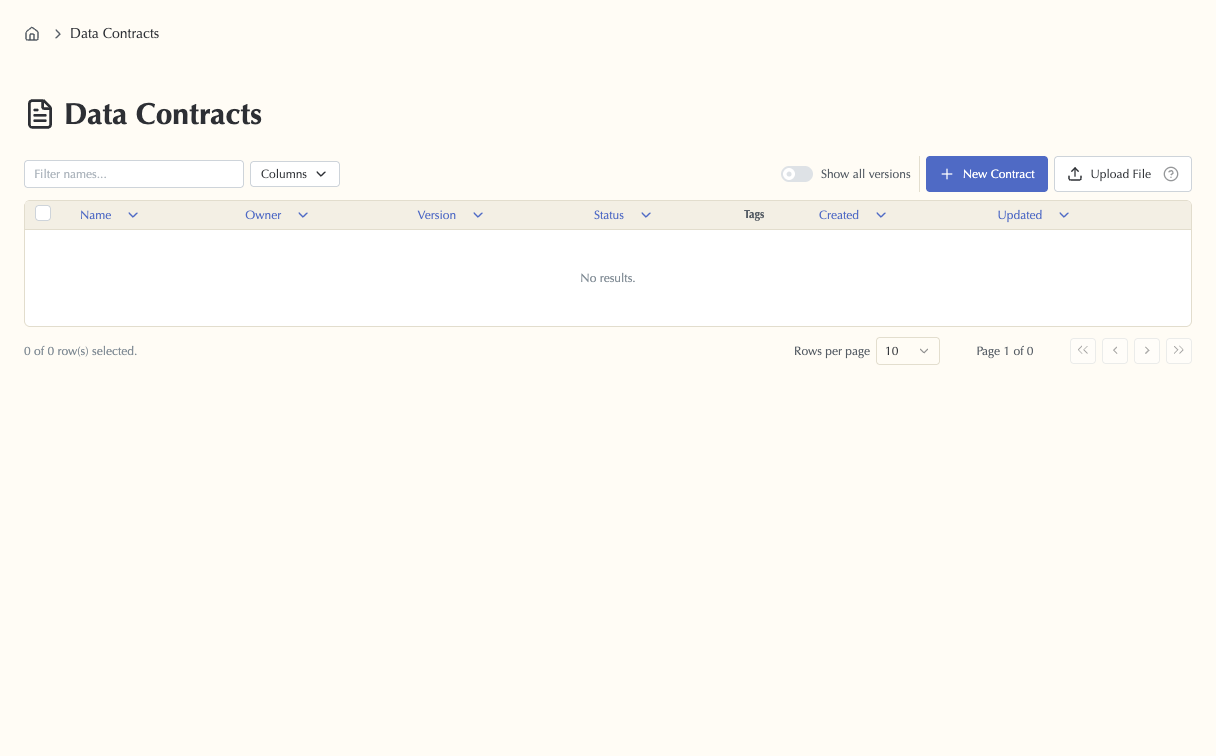 Data Contracts
Data Contracts
Filter names...
Columns
Show all versions
New Contract
Upload File
Name
Owner
Version
Status
Tags
Created
Updated
No results.
0 of 0 row(s) selected.
Rows per page
10
Page 1 of 0